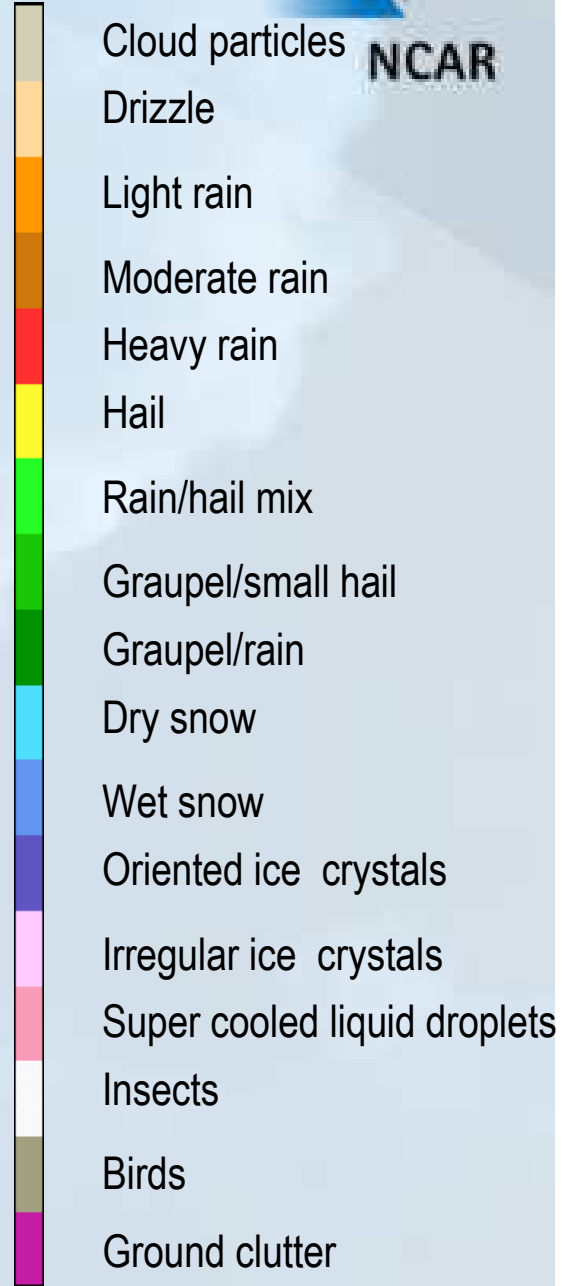 Cloud particles
NCAR
Drizzle
Light rain
Moderate rain
Heavy rain
Hail
Rain/hail mix
Graupel/small hail
Graupel/rain
Dry snow
Wet snow
Oriented ice  crystals
Irregular ice  crystals
Super cooled liquid droplets
Insects
Birds
Ground clutter